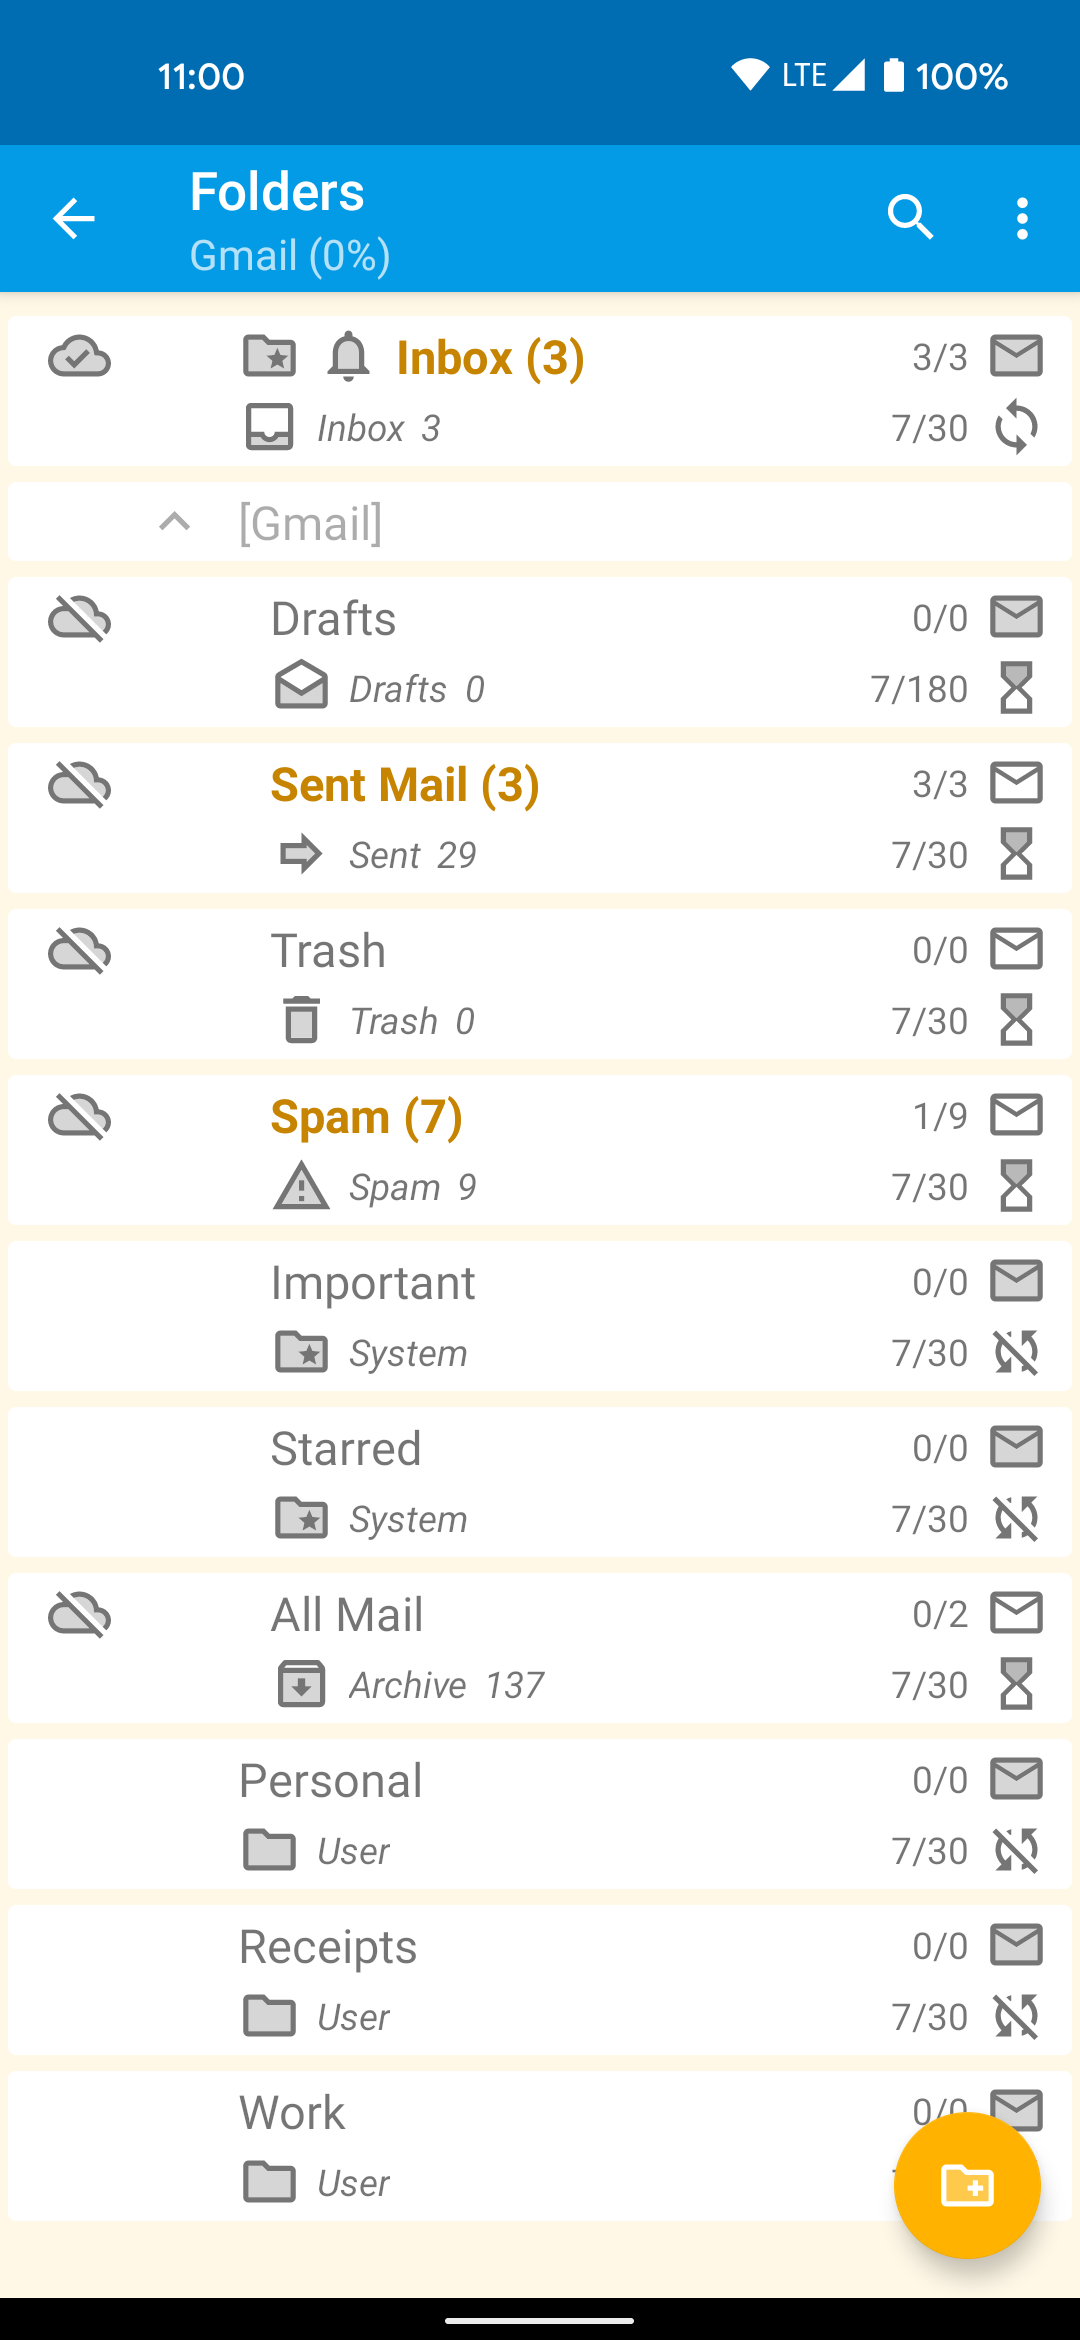 11:00 LTE 100%
Folders
Gmail (0%)
Inbox (3) 3/3
Inbox 3 7/30
[Gmail]
Drafts 0/0
Drafts 0 7/180
Sent Mail (3) 3/3
Sent 29 7/30
Trash 0/0
Trash 0 7/30
Spam (7) 1/9
Spam 9 7/30
Important 0/0
System 7/30
Starred 0/0
System 7/30
All Mail 0/2
Archive 137 7/30
Personal 0/0
User 7/30
Receipts 0/0
User 7/30
Work 0/0
User